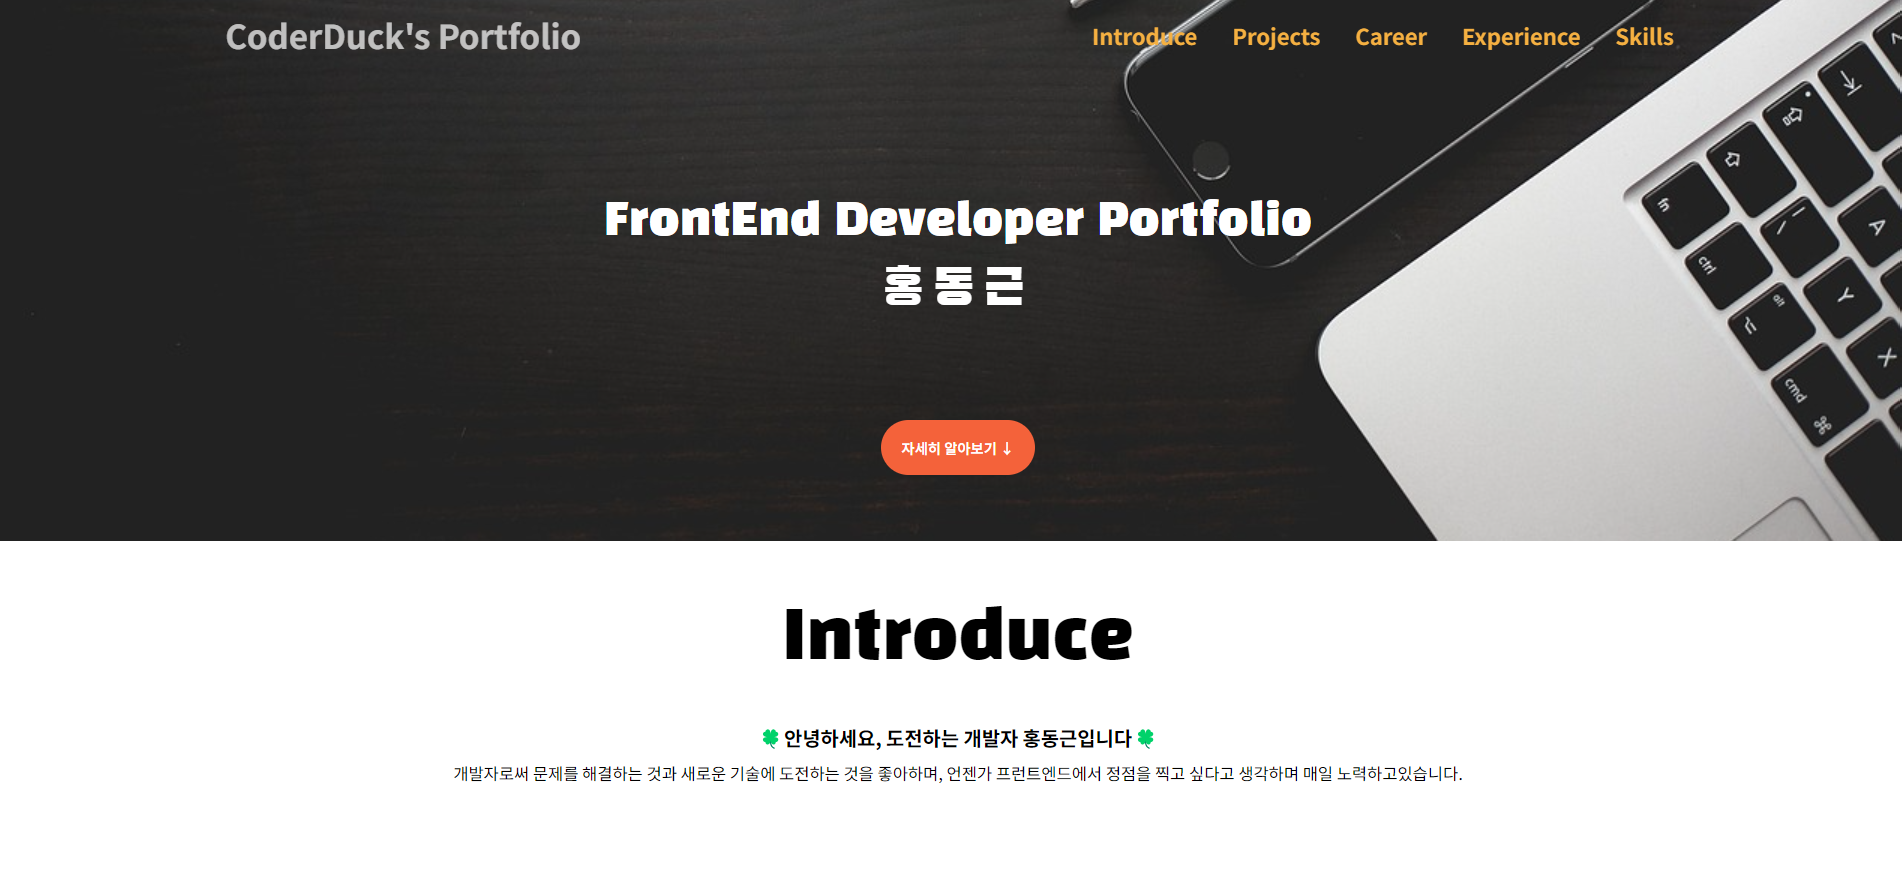 CoderDuck's Portfolio
Introduce Projects Career Experience Skills
FrontEnd Developer Portfolio
홍동근
자세히 알아보기 ↓
ctrl
alt
cmd ⌘
A
Y
X
Introduce
🍀 안녕하세요, 도전하는 개발자 홍동근입니다 🍀
개발자로써 문제를 해결하는 것과 새로운 기술에 도전하는 것을 좋아하며, 언젠가 프런트엔드에서 정점을 찍고 싶다고 생각하며 매일 노력하고있습니다.